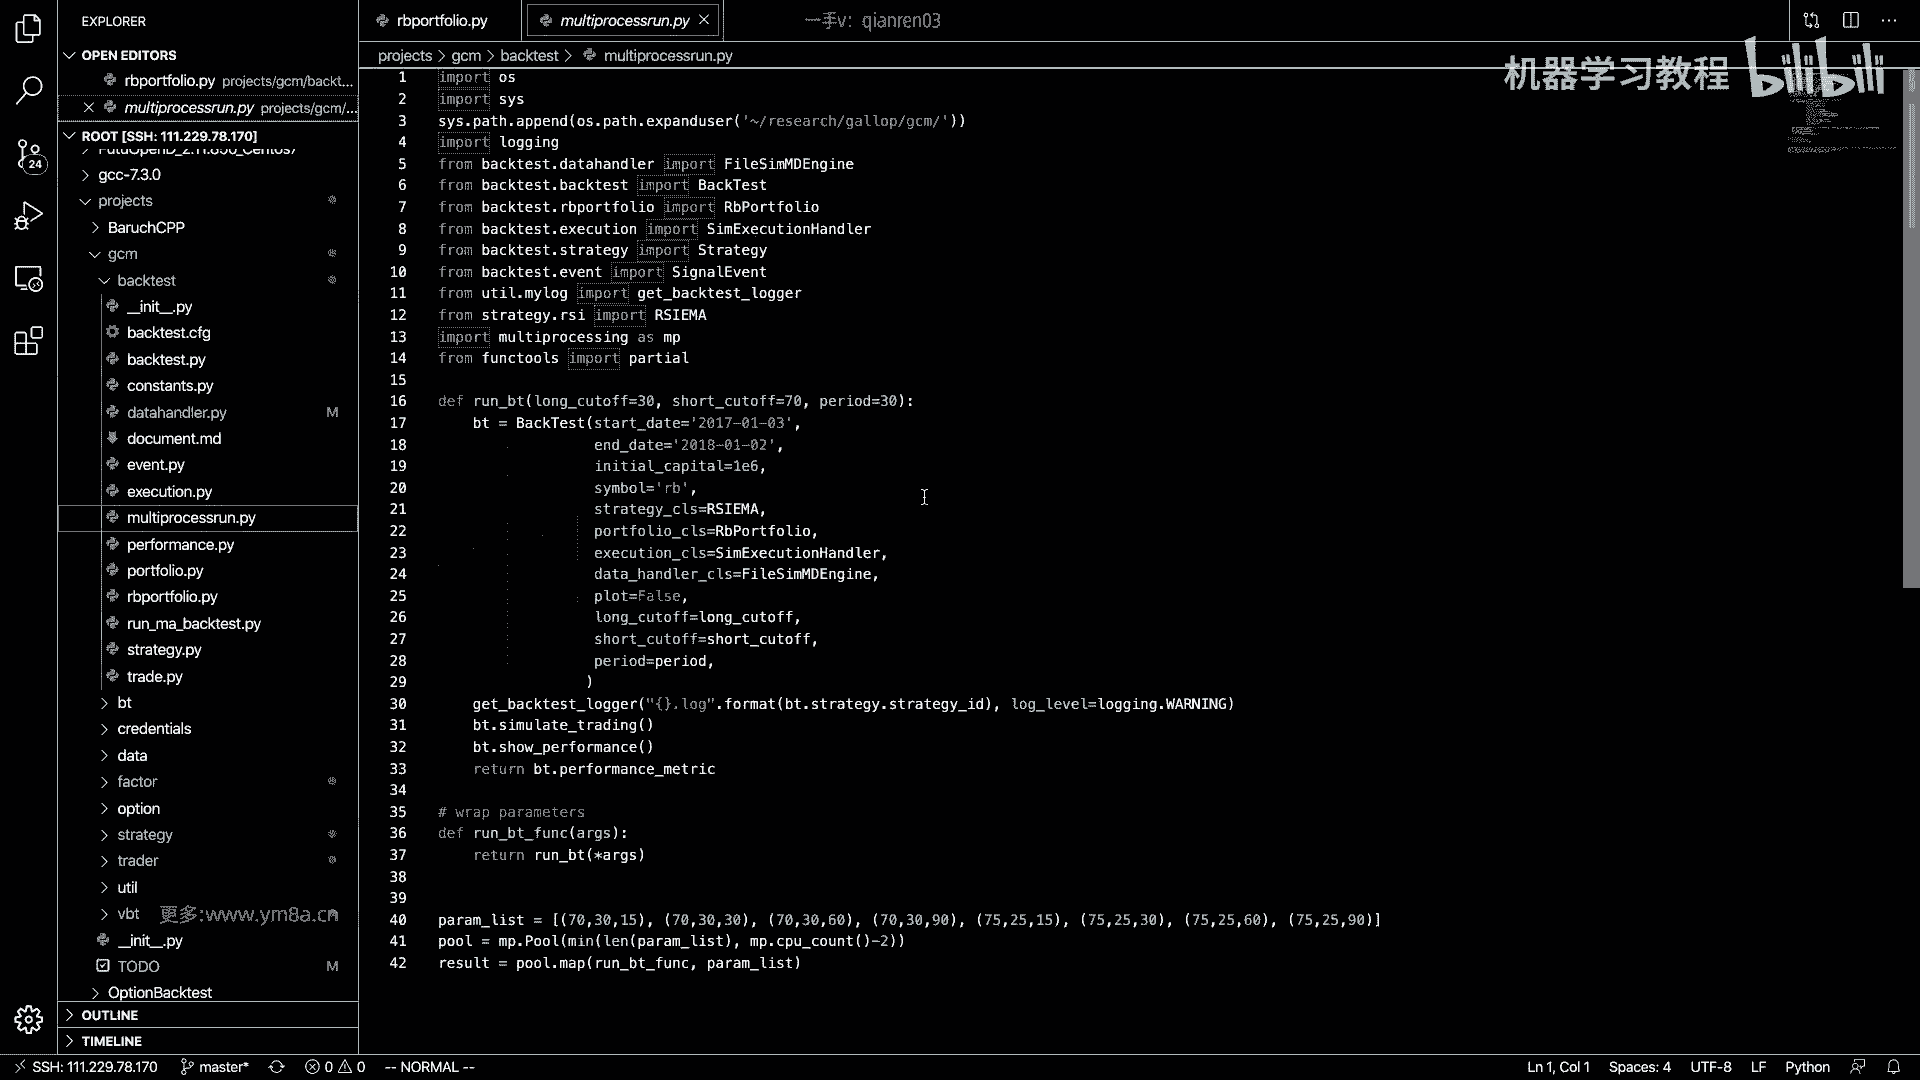 EXPLORER
OPEN EDITORS
rbportfolio.py projects/gcm/backt...
multiprocessrun.py projects/gcm/...
ROOT [SSH: 111.229.78.170]
FutuOpenD_2.11.850_Centos7
gcc-7.3.0
projects
BaruchCPP
gcm
backtest
__init__.py
backtest.cfg
backtest.py
constants.py
datahandler.py M
document.md
event.py
execution.py
multiprocessrun.py
performance.py
portfolio.py
rbportfolio.py
run_ma_backtest.py
strategy.py
trade.py
bt
credentials
data
factor
option
strategy
trader
util
vbt
更多:www.ym8a.cn
__init__.py
TODO M
OptionBacktest
OUTLINE
TIMELINE
24
rbportfolio.py
multiprocessrun.py
一手v: qianren03
projects > gcm > backtest > multiprocessrun.py
机器学习教程 bilibili
1 import os
2 import sys
3 sys.path.append(os.path.expanduser('~/research/gallop/gcm/'))
4 import logging
5 from backtest.datahandler import FileSimMDEngine
6 from backtest.backtest import BackTest
7 from backtest.rbportfolio import RbPortfolio
8 from backtest.execution import SimExecutionHandler
9 from backtest.strategy import Strategy
10 from backtest.event import SignalEvent
11 from util.mylog import get_backtest_logger
12 from strategy.rsi import RSIEMA
13 import multiprocessing as mp
14 from functools import partial
15
16 def run_bt(long_cutoff=30, short_cutoff=70, period=30):
17     bt = BackTest(start_date='2017-01-03',
18                   end_date='2018-01-02',
19                   initial_capital=1e6,
20                   symbol='rb',
21                   strategy_cls=RSIEMA,
22                   portfolio_cls=RbPortfolio,
23                   execution_cls=SimExecutionHandler,
24                   data_handler_cls=FileSimMDEngine,
25                   plot=False,
26                   long_cutoff=long_cutoff,
27                   short_cutoff=short_cutoff,
28                   period=period,
29                  )
30     get_backtest_logger("{}.log".format(bt.strategy.strategy_id), log_level=logging.WARNING)
31     bt.simulate_trading()
32     bt.show_performance()
33     return bt.performance_metric
34
35 # wrap parameters
36 def run_bt_func(args):
37     return run_bt(*args)
38
39
40 param_list = [(70,30,15), (70,30,30), (70,30,60), (70,30,90), (75,25,15), (75,25,30), (75,25,60), (75,25,90)]
41 pool = mp.Pool(min(len(param_list), mp.cpu_count()-2))
42 result = pool.map(run_bt_func, param_list)
SSH: 111.229.78.170 master* 0 0 -- NORMAL -- Ln 1, Col 1 Spaces: 4 UTF-8 LF Python